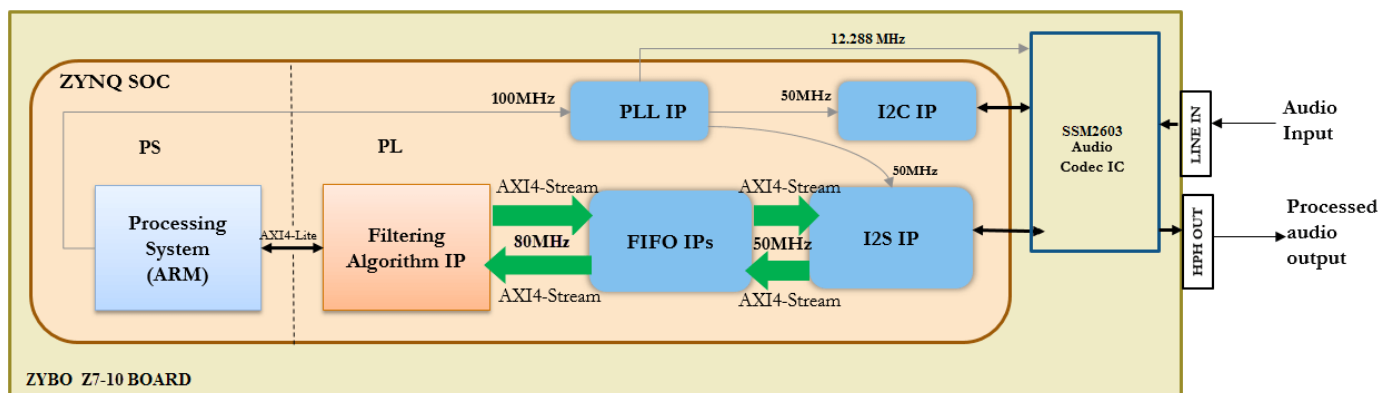 12.288 MHz
ZYNQ SOC
100MHz
PLL IP
50MHz
I2C IP
SSM2603
Audio
Codec IC
LINE IN
Audio
Input
PS
PL
50MHz
AXI4-Stream
AXI4-Stream
Processing
System
(ARM)
AXI4-Lite
Filtering
Algorithm IP
80MHz
FIFO IPs
50MHz
I2S IP
HPH OUT
Processed
audio
output
AXI4-Stream
AXI4-Stream
ZYBO Z7-10 BOARD